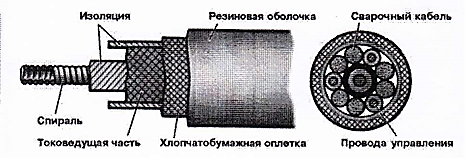 Изоляция
Резиновая оболочка
Сварочный кабель
Спираль
Токоведущая часть
Хлопчатобумажная оплетка
Провода управления